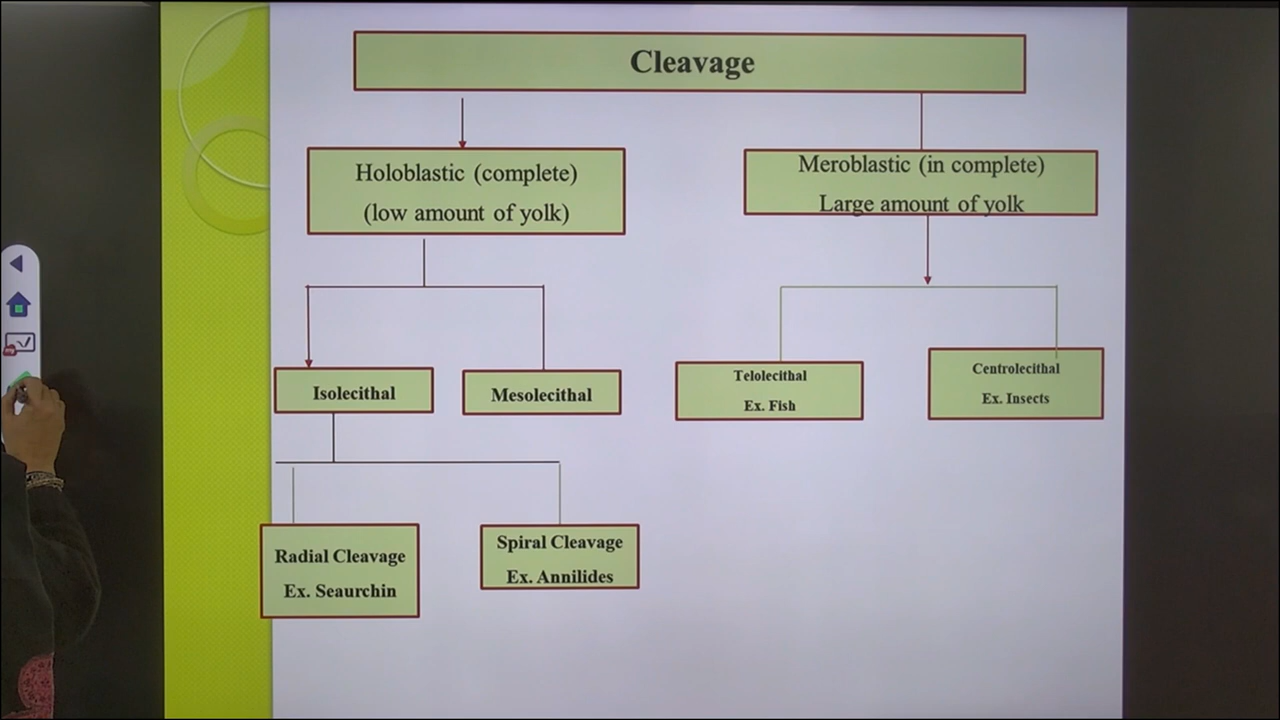 Cleavage
Holoblastic (complete)
(low amount of yolk)
Meroblastic (in complete)
Large amount of yolk
Isolecithal
Mesolecithal
Telolecithal
Ex. Fish
Centrolecithal
Ex. Insects
Radial Cleavage
Ex. Seaurchin
Spiral Cleavage
Ex. Annilides